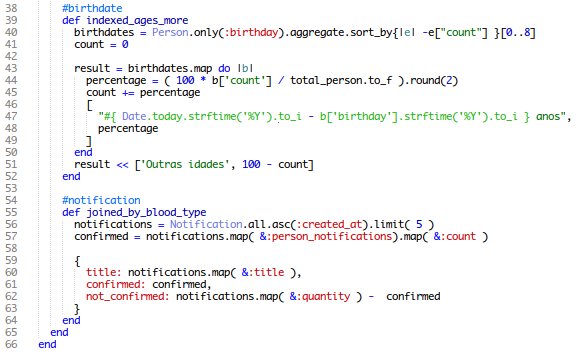 38 #birthdate
39 def indexed_ages_more
40 birthdates = Person.only(:birthday).aggregate.sort_by{|e| -e["count"] }[0..8]
41 count = 0
42
43 result = birthdates.map do |b|
44 percentage = ( 100 * b['count'] / total_person.to_f ).round(2)
45 count += percentage
46 [
47 "#{ Date.today.strftime('%Y').to_i - b['birthday'].strftime('%Y').to_i } anos",
48 percentage
49 ]
50 end
51 result << ['Outras idades', 100 - count]
52 end
53
54 #notification
55 def joined_by_blood_type
56 notifications = Notification.all.asc(:created_at).limit( 5 )
57 confirmed = notifications.map( &:person_notifications).map( &:count )
58
59 {
60 title: notifications.map( &:title ),
61 confirmed: confirmed,
62 not_confirmed: notifications.map( &:quantity ) - confirmed
63 }
64 end
65 end
66 end